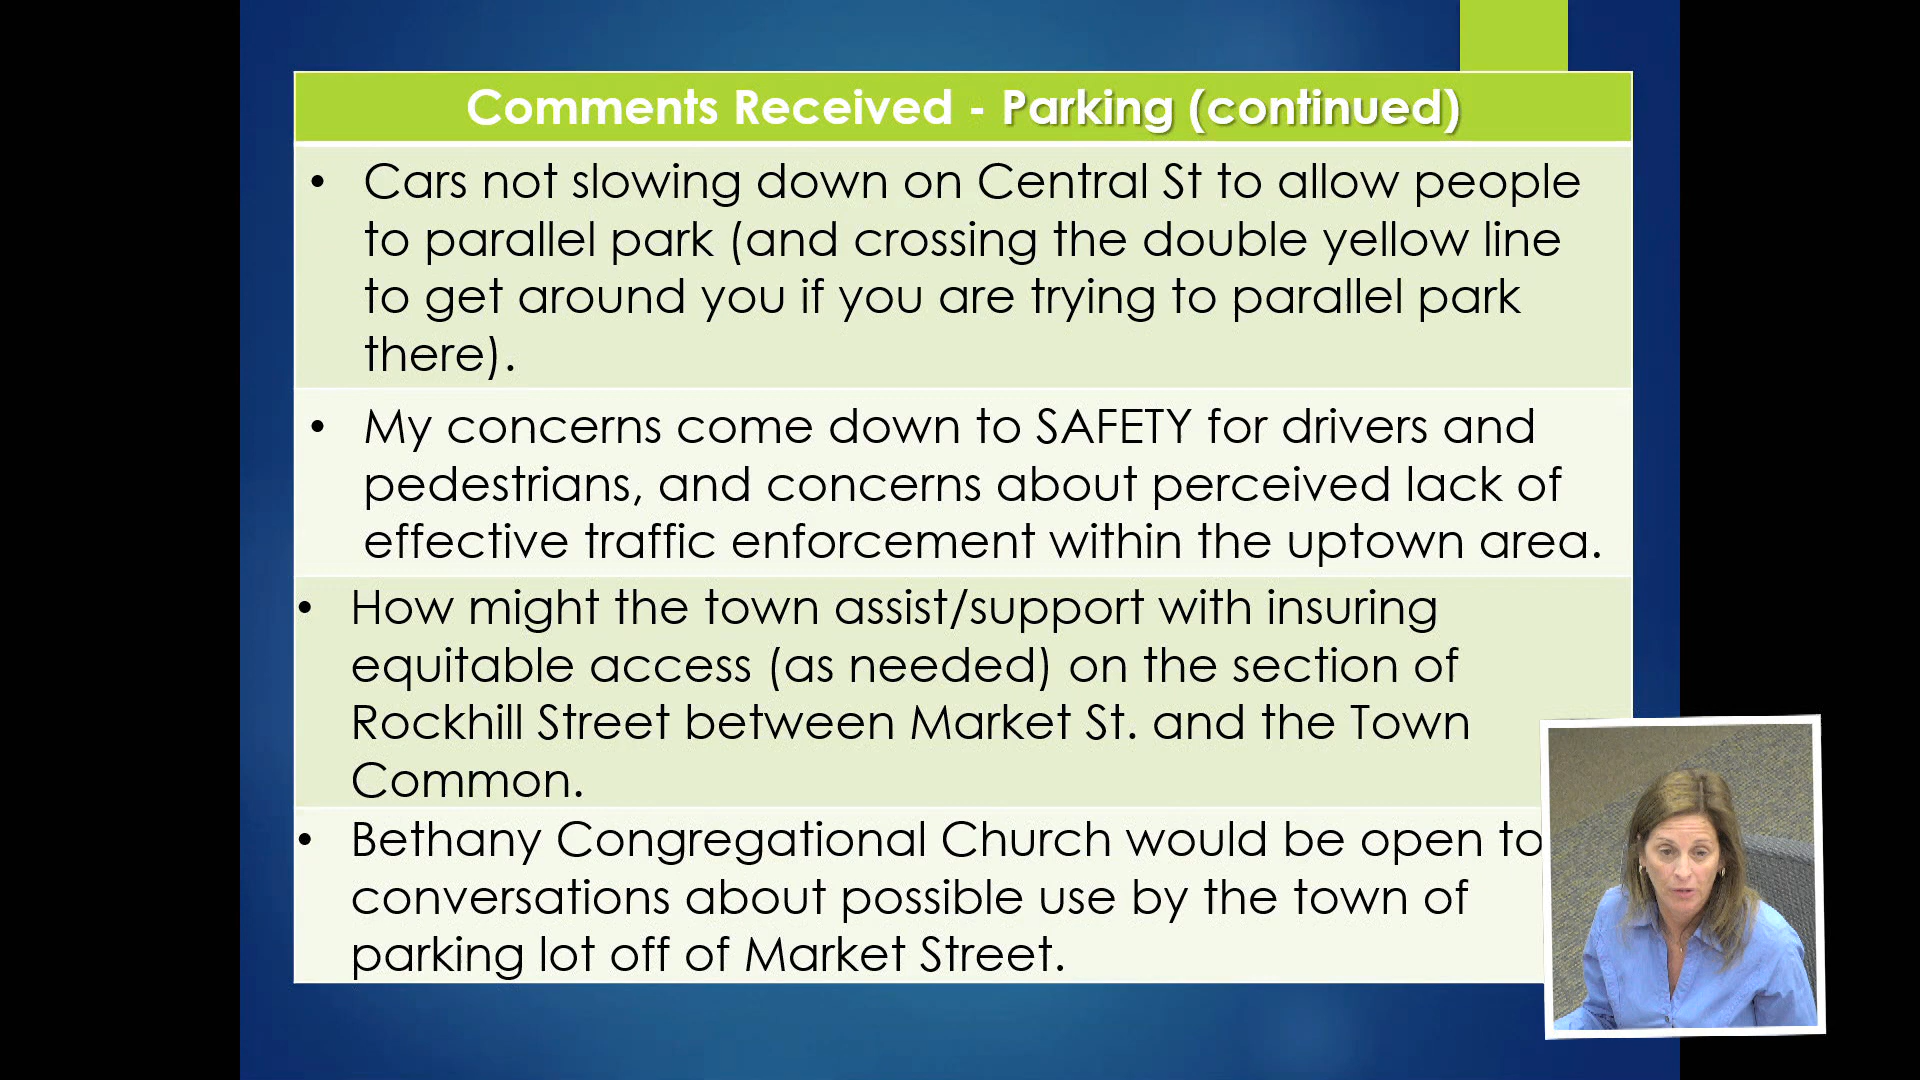 Comments Received - Parking (continued)
• Cars not slowing down on Central St to allow people
to parallel park (and crossing the double yellow line
to get around you if you are trying to parallel park
there).
• My concerns come down to SAFETY for drivers and
pedestrians, and concerns about perceived lack of
effective traffic enforcement within the uptown area.
• How might the town assist/support with insuring
equitable access (as needed) on the section of
Rockhill Street between Market St. and the Town
Common.
• Bethany Congregational Church would be open to
conversations about possible use by the town of
parking lot off of Market Street.